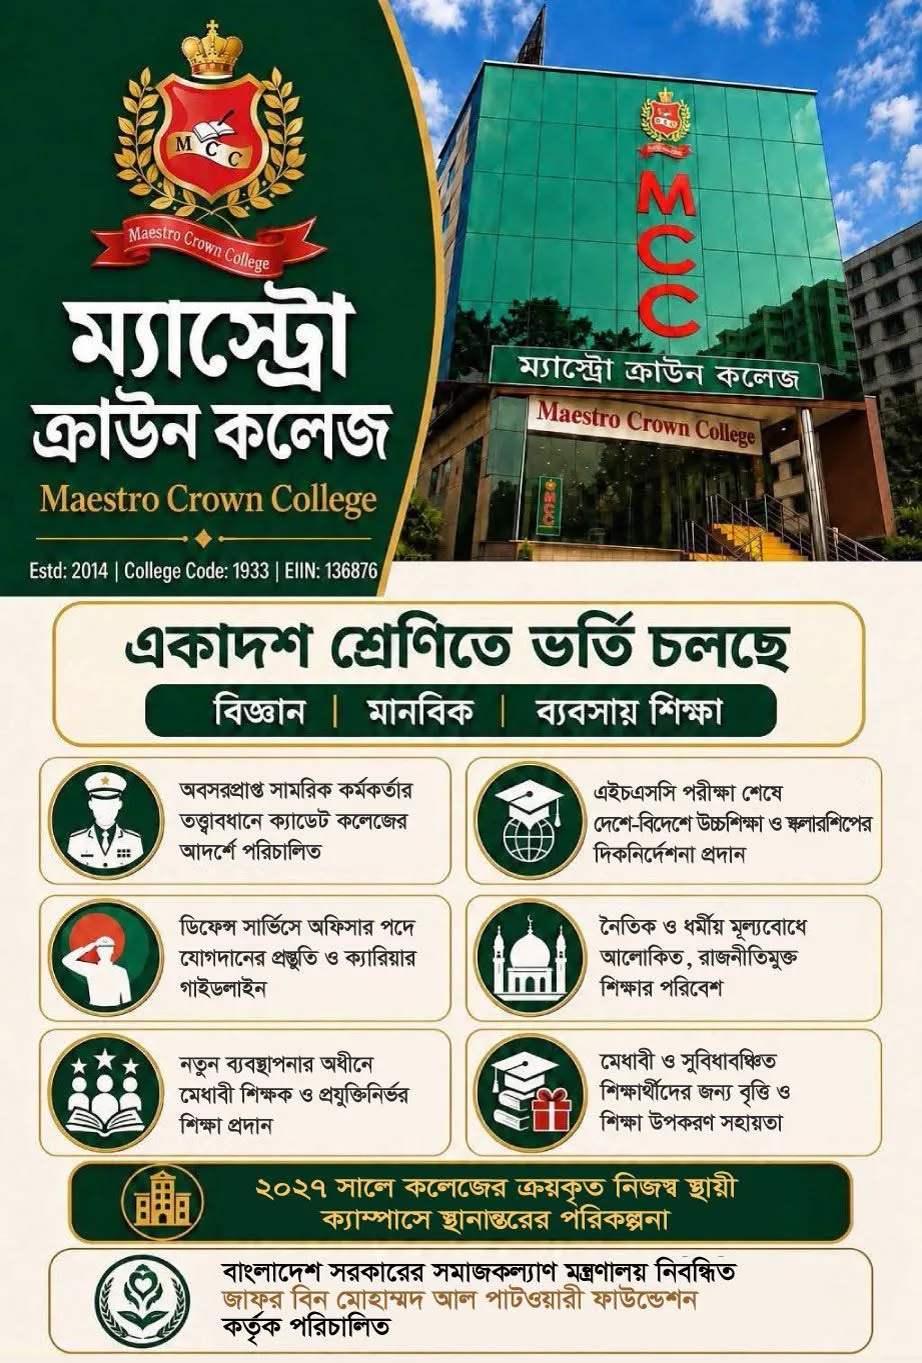 M C C
Maestro Crown College
ম্যাস্ট্রো
ক্রাউন কলেজ
Maestro Crown College
Estd: 2014 | College Code: 1933 | EIIN: 136876
M
C
C
ম্যাস্ট্রো ক্রাউন কলেজ
Maestro Crown College
MCC
একাদশ শ্রেণিতে ভর্তি চলছে
বিজ্ঞান | মানবিক | ব্যবসায় শিক্ষা
অবসরপ্রাপ্ত সামরিক কর্মকর্তার
তত্ত্বাবধানে ক্যাডেট কলেজের
আদর্শে পরিচালিত
এইচএসসি পরীক্ষা শেষে
দেশে-বিদেশে উচ্চশিক্ষা ও স্কলারশিপের
দিকনির্দেশনা প্রদান
ডিফেন্স সার্ভিসে অফিসার পদে
যোগদানের প্রস্তুতি ও ক্যারিয়ার
গাইডলাইন
নৈতিক ও ধর্মীয় মূল্যবোধে
আলোকিত, রাজনীতিমুক্ত
শিক্ষার পরিবেশ
নতুন ব্যবস্থাপনার অধীনে
মেধাবী শিক্ষক ও প্রযুক্তিনির্ভর
শিক্ষা প্রদান
মেধাবী ও সুবিধাবঞ্চিত
শিক্ষার্থীদের জন্য বৃত্তি ও
শিক্ষা উপকরণ সহায়তা
২০২৭ সালে কলেজের ক্রয়কৃত নিজস্ব স্থায়ী
ক্যাম্পাসে স্থানান্তরের পরিকল্পনা
বাংলাদেশ সরকারের সমাজকল্যাণ মন্ত্রণালয় নিবন্ধিত
জাফর বিন মোহাম্মদ আল পাটওয়ারী ফাউন্ডেশন
কর্তৃক পরিচালিত